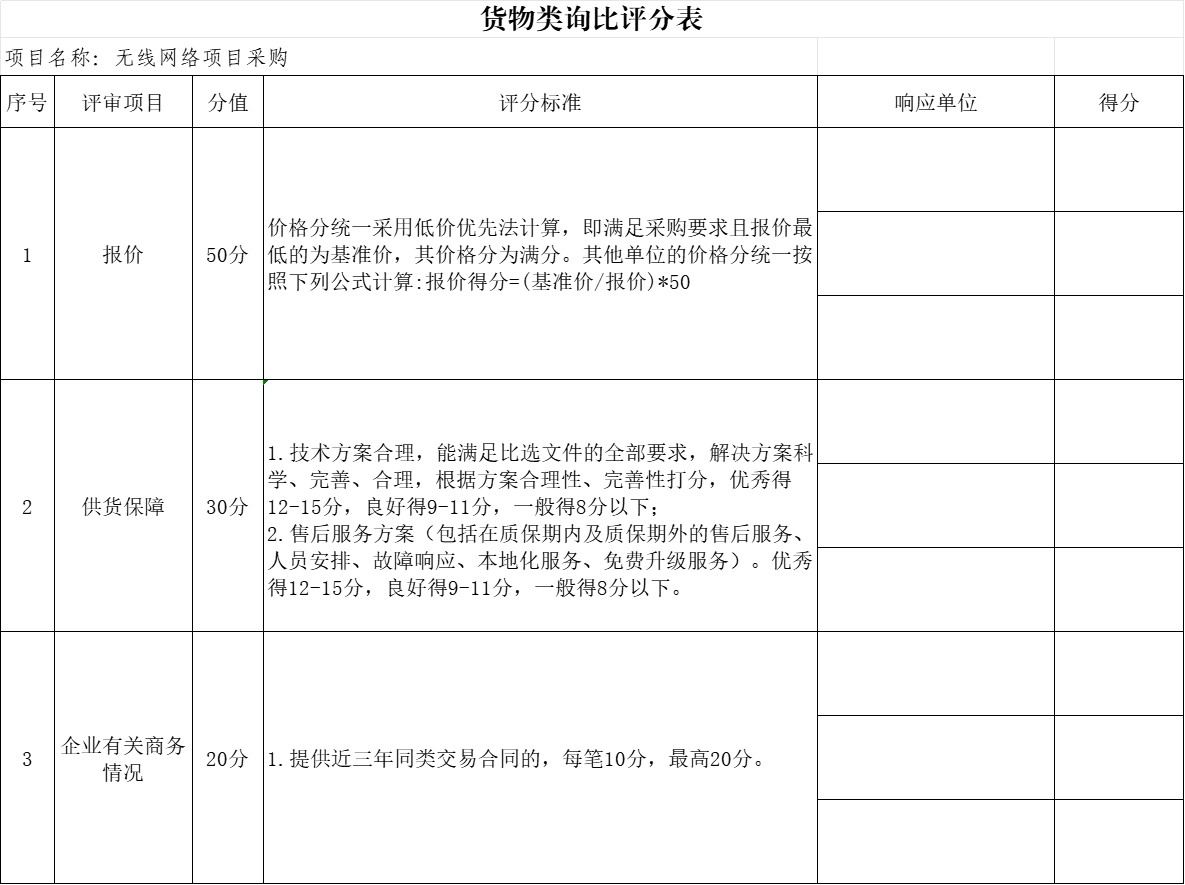 货物类询比评分表
项目名称: 无线网络项目采购
序号 评审项目 分值 评分标准 响应单位 得分
1 报价 50分
价格分统一采用低价优先法计算，即满足采购要求且报价最
低的为基准价，其价格分为满分。其他单位的价格分统一按
照下列公式计算:报价得分=(基准价/报价)*50
2 供货保障 30分
1.技术方案合理，能满足比选文件的全部要求，解决方案科
学、完善、合理，根据方案合理性、完善性打分，优秀得
12-15分，良好得9-11分，一般得8分以下；
2.售后服务方案（包括在质保期内及质保期外的售后服务、
人员安排、故障响应、本地化服务、免费升级服务）。优秀
得12-15分，良好得9-11分，一般得8分以下。
3
企业有关商务
情况
20分 1.提供近三年同类交易合同的，每笔10分，最高20分。